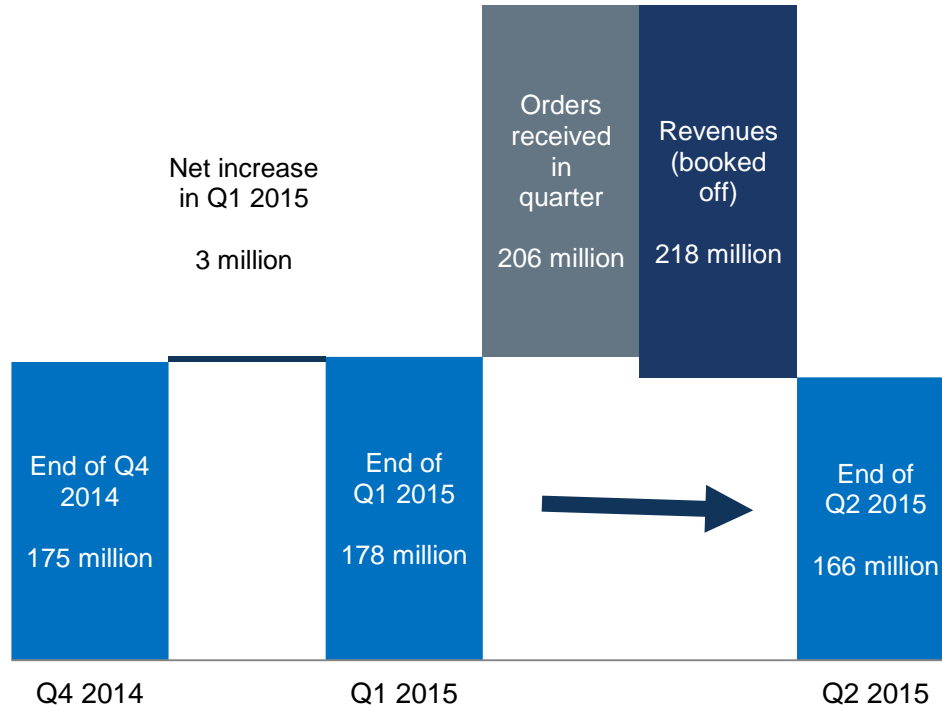 Net increase
in Q1 2015
3 million
Orders
received
in
quarter
206 million
Revenues
(booked
off)
218 million
End of Q4
2014
175 million
End of
Q1 2015
178 million
End of
Q2 2015
166 million
Q4 2014
Q1 2015
Q2 2015